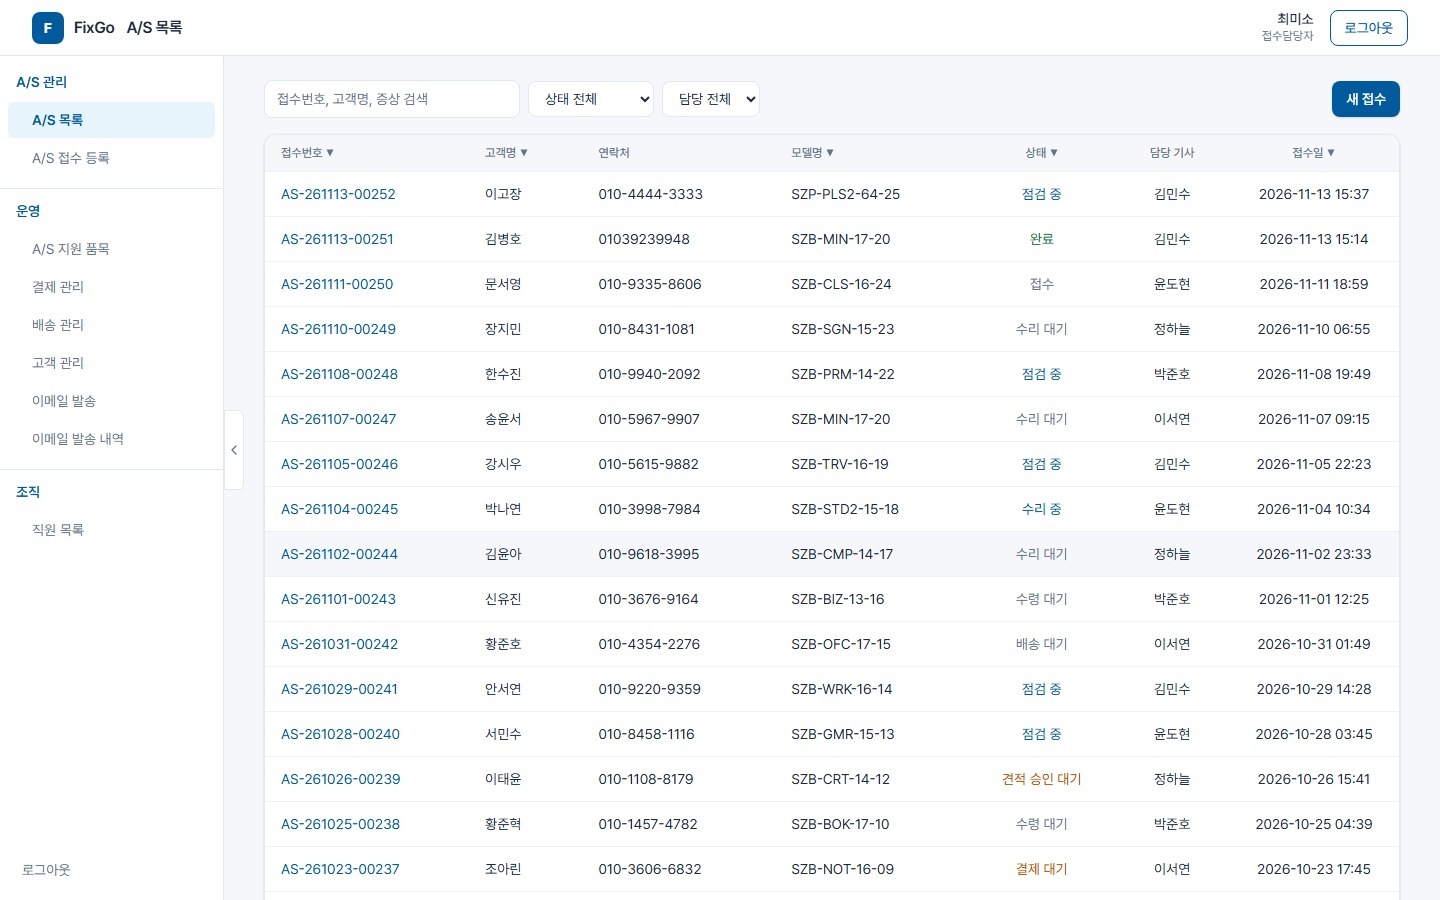 F FixGo A/S 목록
최미소
접수담당자
로그아웃
A/S 관리
A/S 목록
A/S 접수 등록
운영
A/S 지원 품목
결제 관리
배송 관리
고객 관리
이메일 발송
이메일 발송 내역
조직
직원 목록
로그아웃
접수번호, 고객명, 증상 검색 상태 전체 담당 전체 새 접수
접수번호 ▼ 고객명 ▼ 연락처 모델명 ▼ 상태 ▼ 담당 기사 접수일 ▼
AS-261113-00252 이고장 010-4444-3333 SZP-PLS2-64-25 점검 중 김민수 2026-11-13 15:37
AS-261113-00251 김병호 01039239948 SZB-MIN-17-20 완료 김민수 2026-11-13 15:14
AS-261111-00250 문서영 010-9335-8606 SZB-CLS-16-24 접수 윤도현 2026-11-11 18:59
AS-261110-00249 장지민 010-8431-1081 SZB-SGN-15-23 수리 대기 정하늘 2026-11-10 06:55
AS-261108-00248 한수진 010-9940-2092 SZB-PRM-14-22 점검 중 박준호 2026-11-08 19:49
AS-261107-00247 송윤서 010-5967-9907 SZB-MIN-17-20 수리 대기 이서연 2026-11-07 09:15
AS-261105-00246 강시우 010-5615-9882 SZB-TRV-16-19 점검 중 김민수 2026-11-05 22:23
AS-261104-00245 박나연 010-3998-7984 SZB-STD2-15-18 수리 중 윤도현 2026-11-04 10:34
AS-261102-00244 김윤아 010-9618-3995 SZB-CMP-14-17 수리 대기 정하늘 2026-11-02 23:33
AS-261101-00243 신유진 010-3676-9164 SZB-BIZ-13-16 수령 대기 박준호 2026-11-01 12:25
AS-261031-00242 황준호 010-4354-2276 SZB-OFC-17-15 배송 대기 이서연 2026-10-31 01:49
AS-261029-00241 안서연 010-9220-9359 SZB-WRK-16-14 점검 중 김민수 2026-10-29 14:28
AS-261028-00240 서민수 010-8458-1116 SZB-GMR-15-13 점검 중 윤도현 2026-10-28 03:45
AS-261026-00239 이태윤 010-1108-8179 SZB-CRT-14-12 견적 승인 대기 정하늘 2026-10-26 15:41
AS-261025-00238 황준혁 010-1457-4782 SZB-BOK-17-10 수령 대기 박준호 2026-10-25 04:39
AS-261023-00237 조아린 010-3606-6832 SZB-NOT-16-09 결제 대기 이서연 2026-10-23 17:45